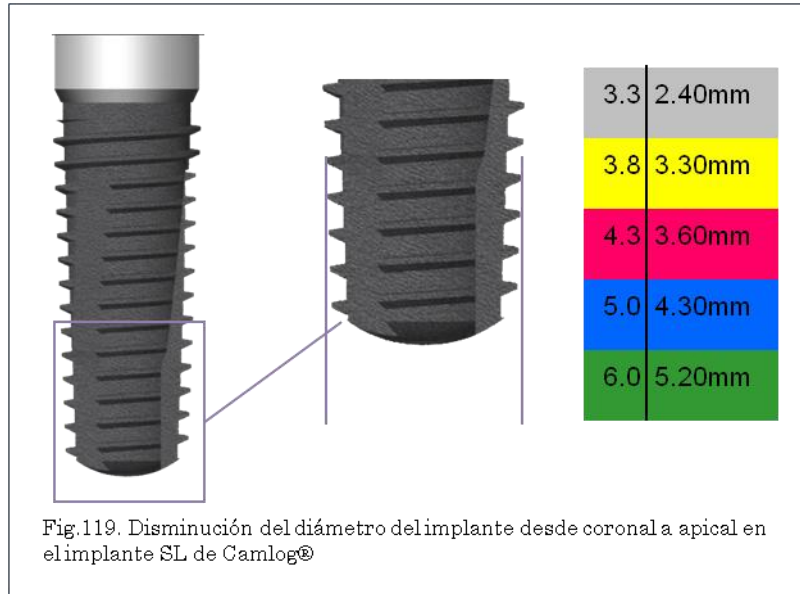 3.3 2.40mm
3.8 3.30mm
4.3 3.60mm
5.0 4.30mm
6.0 5.20mm
Fig.119. Disminución del diámetro del implante desde coronal a apical en
el implante SL de Camlog®